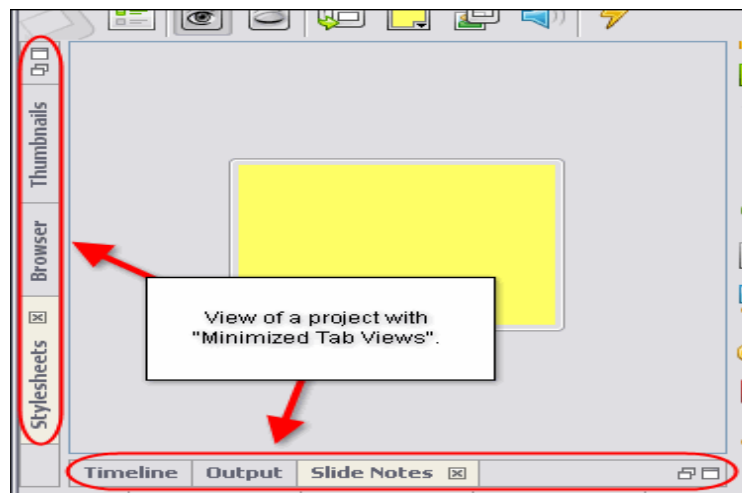 Thumbnails
Browser
Stylesheets
View of a project with
"Minimized Tab Views".
Timeline Output Slide Notes